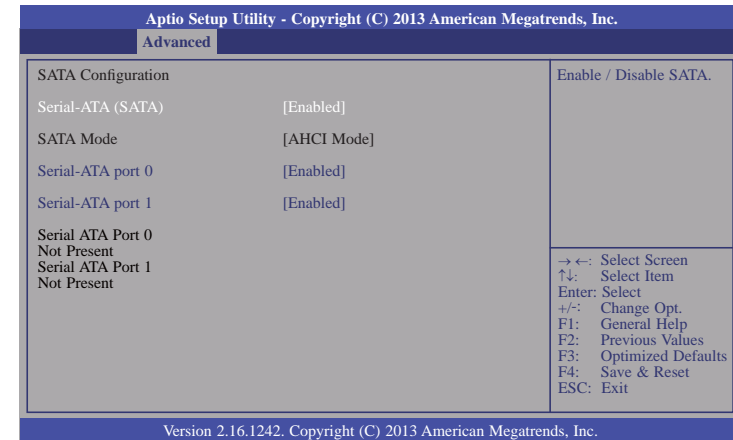 Aptio Setup Utility - Copyright (C) 2013 American Megatrends, Inc.
Advanced
SATA Configuration
Serial-ATA (SATA) [Enabled]
SATA Mode [AHCI Mode]
Serial-ATA port 0 [Enabled]
Serial-ATA port 1 [Enabled]
Serial ATA Port 0
Not Present
Serial ATA Port 1
Not Present
Enable / Disable SATA.
→ ←: Select Screen
↑↓: Select Item
Enter: Select
+/-: Change Opt.
F1: General Help
F2: Previous Values
F3: Optimized Defaults
F4: Save & Reset
ESC: Exit
Version 2.16.1242. Copyright (C) 2013 American Megatrends, Inc.